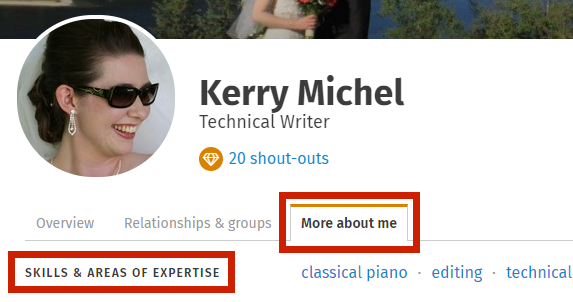 Kerry Michel
Technical Writer
20 shout-outs
Overview Relationships & groups More about me
SKILLS & AREAS OF EXPERTISE classical piano · editing · technical